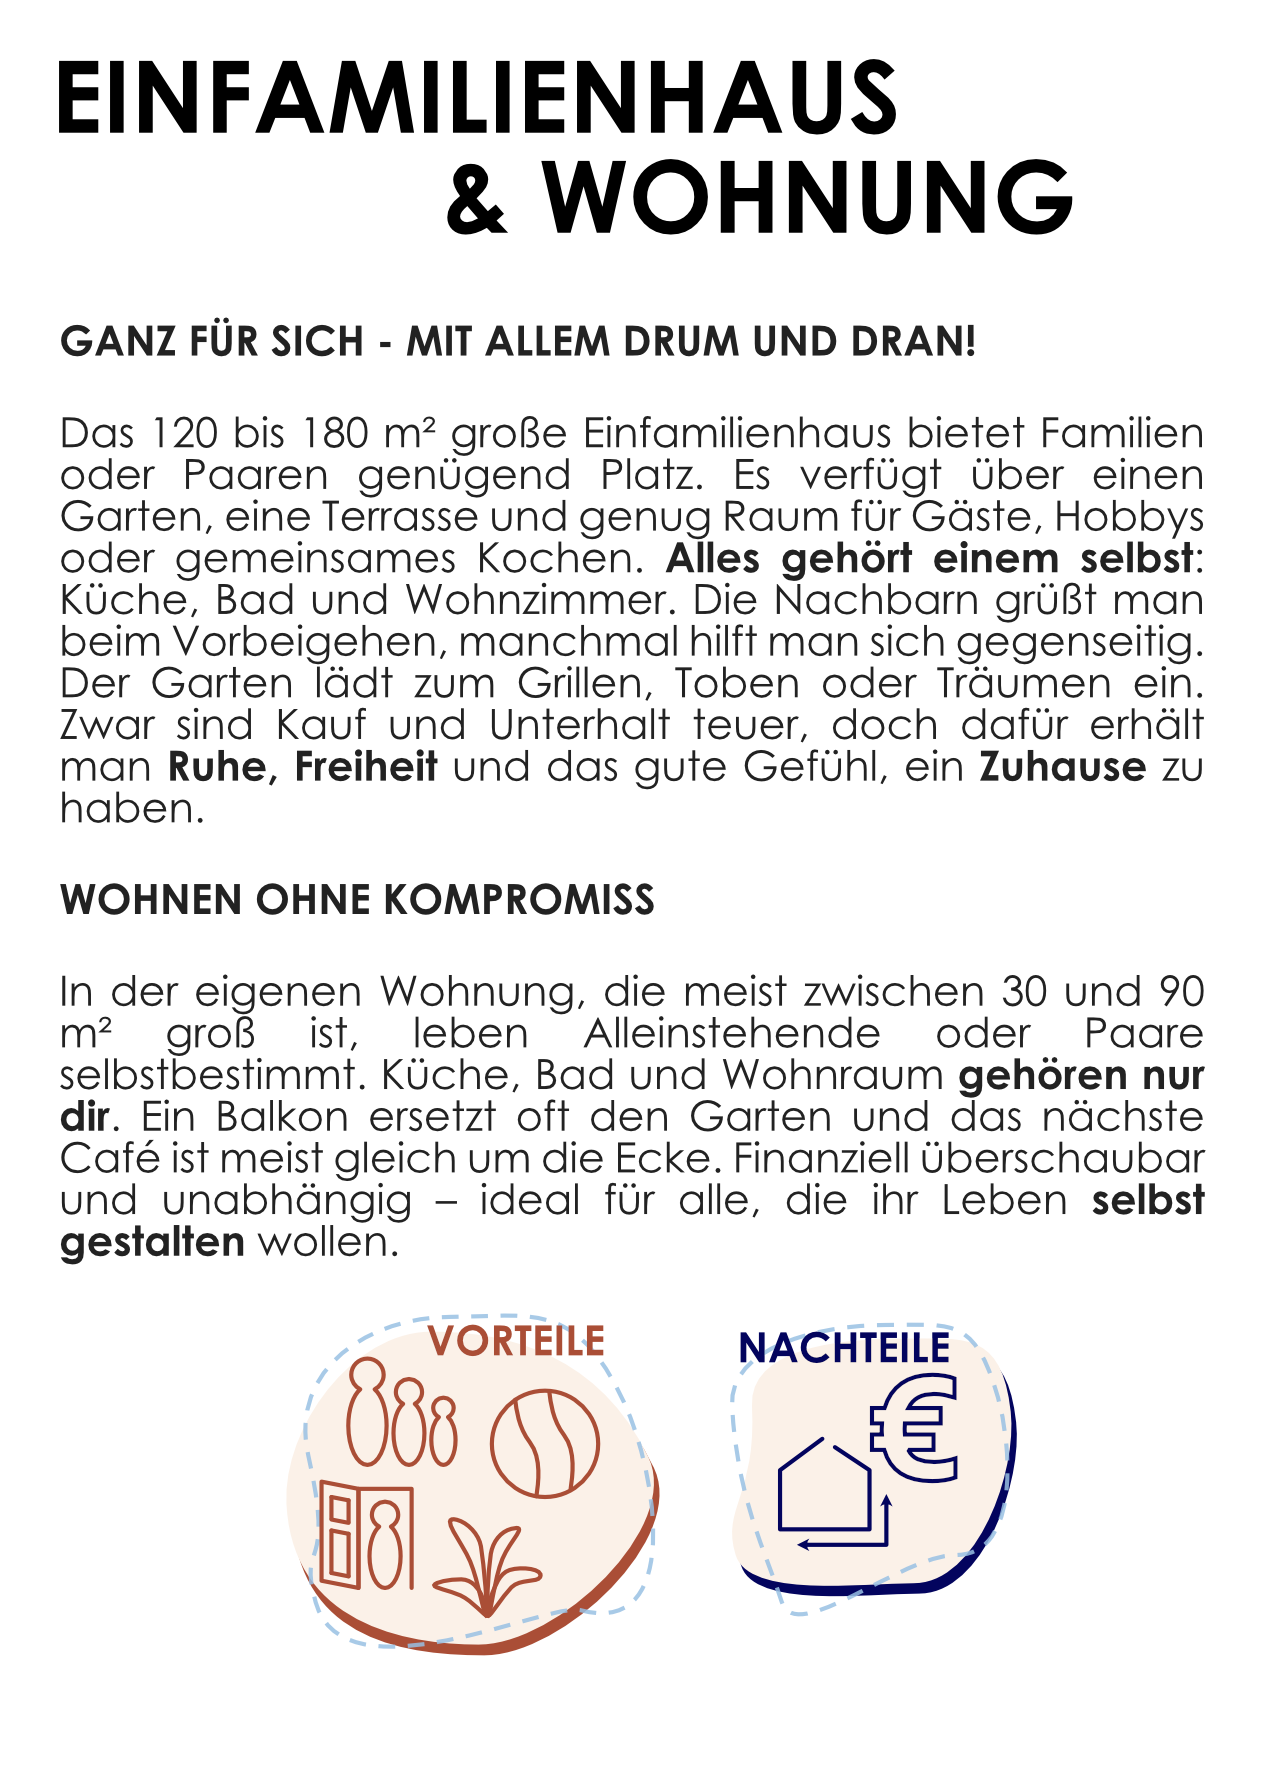 EINFAMILIENHAUS
& WOHNUNG
GANZ FÜR SICH - MIT ALLEM DRUM UND DRAN!
Das 120 bis 180 m² große Einfamilienhaus bietet Familien
oder Paaren genügend Platz. Es verfügt über einen
Garten, eine Terrasse und genug Raum für Gäste, Hobbys
oder gemeinsames Kochen. Alles gehört einem selbst:
Küche, Bad und Wohnzimmer. Die Nachbarn grüßt man
beim Vorbeigehen, manchmal hilft man sich gegenseitig.
Der Garten lädt zum Grillen, Toben oder Träumen ein.
Zwar sind Kauf und Unterhalt teuer, doch dafür erhält
man Ruhe, Freiheit und das gute Gefühl, ein Zuhause zu
haben.
WOHNEN OHNE KOMPROMISS
In der eigenen Wohnung, die meist zwischen 30 und 90
m² groß ist, leben Alleinstehende oder Paare
selbstbestimmt. Küche, Bad und Wohnraum gehören nur
dir. Ein Balkon ersetzt oft den Garten und das nächste
Café ist meist gleich um die Ecke. Finanziell überschaubar
und unabhängig – ideal für alle, die ihr Leben selbst
gestalten wollen.
VORTEILE
NACHTEILE
€